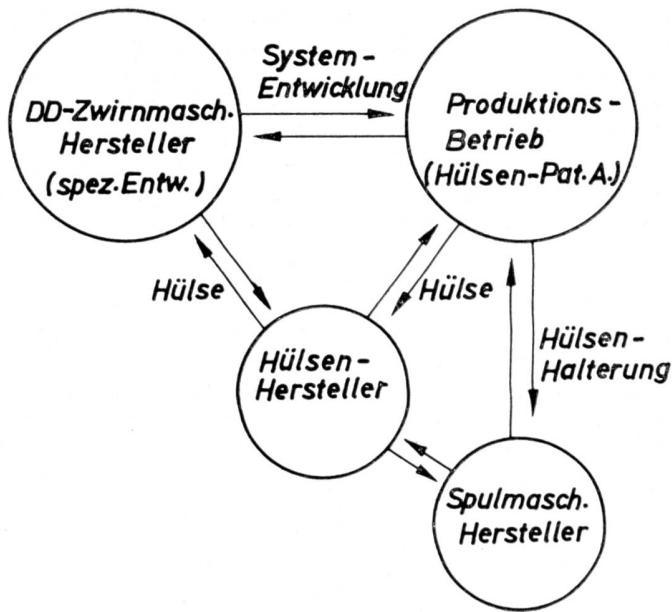 System-
Entwicklung
DD-Zwirnmasch.
Hersteller
(spez.Entw.)
Produktions-
Betrieb
(Hülsen-Pat.A.)
Hülse
Hülse
Hülsen-
Hersteller
Hülsen-
Halterung
Spulmasch.
Hersteller